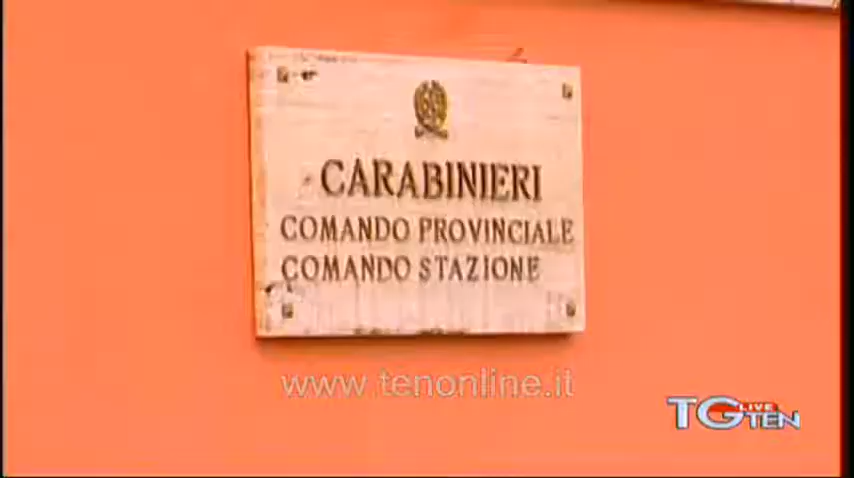 CARABINIERI
COMANDO PROVINCIALE
COMANDO STAZIONE
www.tenonline.it
TG LIVE TEN